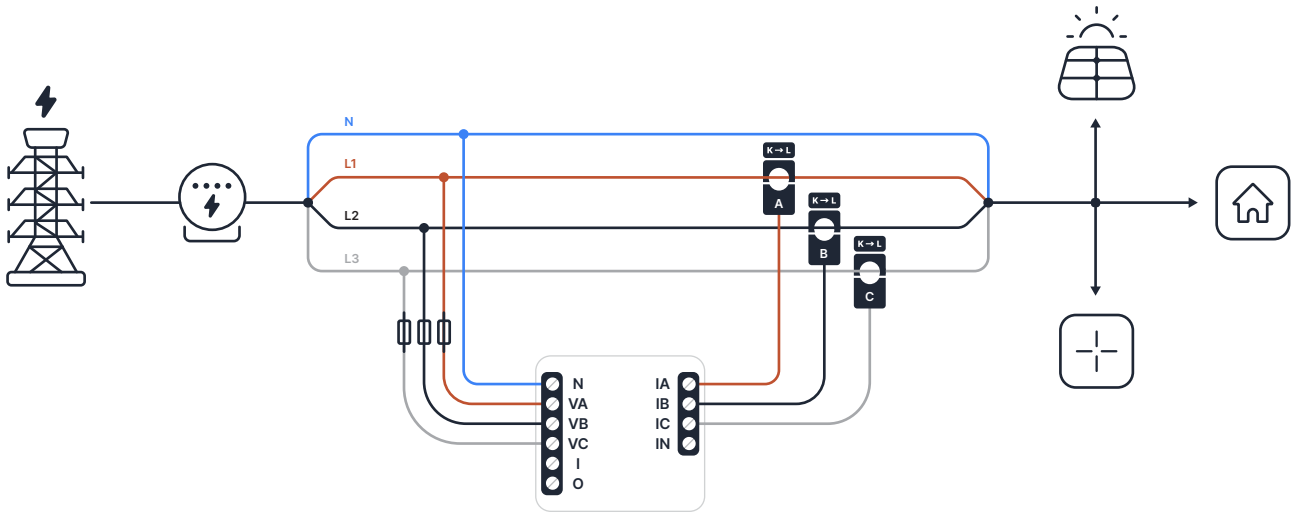 N
L1
L2
L3
K → L
A
K → L
B
K → L
C
N
VA
VB
VC
I
O
IA
IB
IC
IN